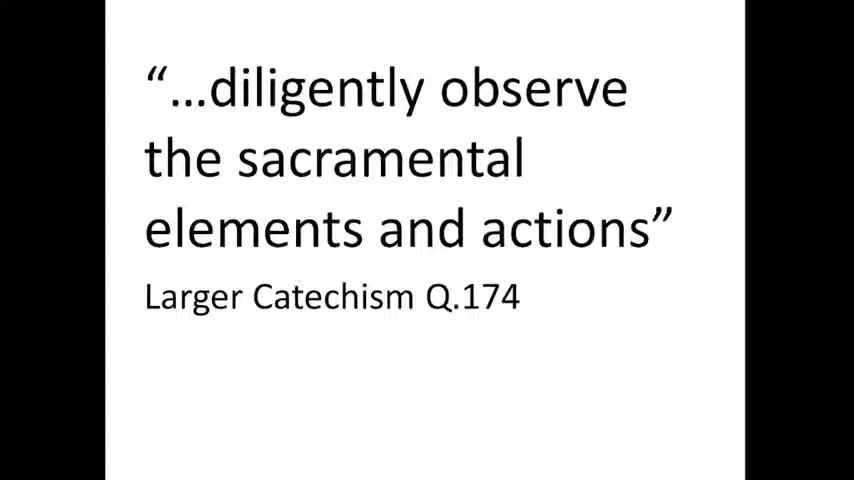 “…diligently observe
the sacramental
elements and actions”
Larger Catechism Q.174